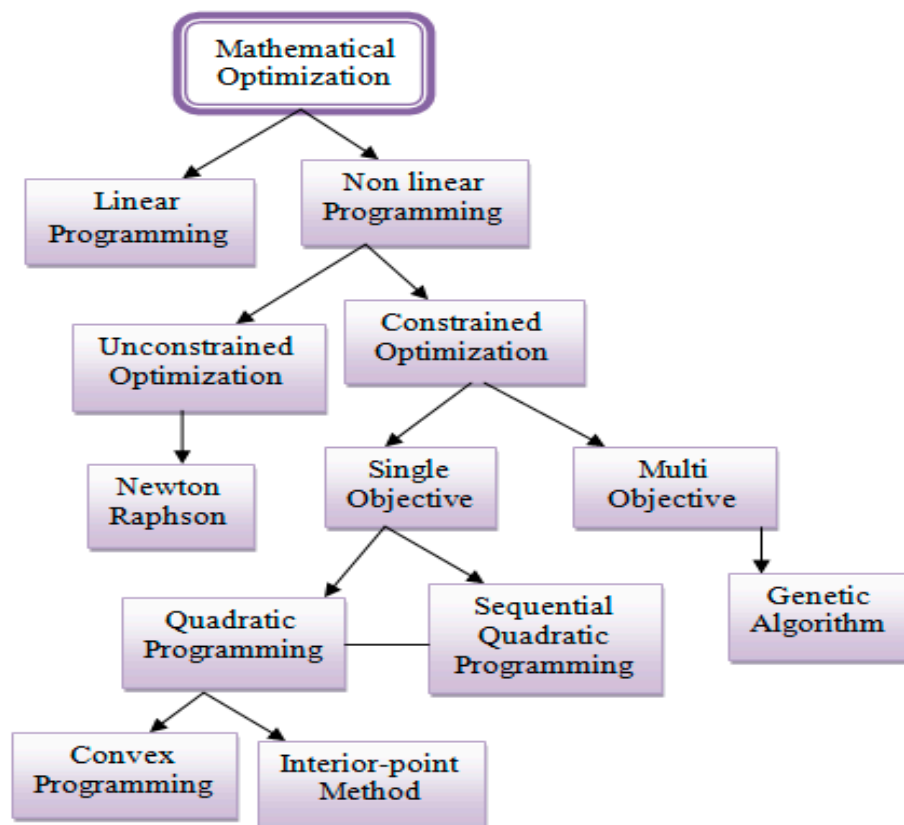 Mathematical
Optimization
Linear
Programming
Non linear
Programming
Unconstrained
Optimization
Constrained
Optimization
Newton
Raphson
Single
Objective
Multi
Objective
Quadratic
Programming
Sequential
Quadratic
Programming
Genetic
Algorithm
Convex
Programming
Interior-point
Method